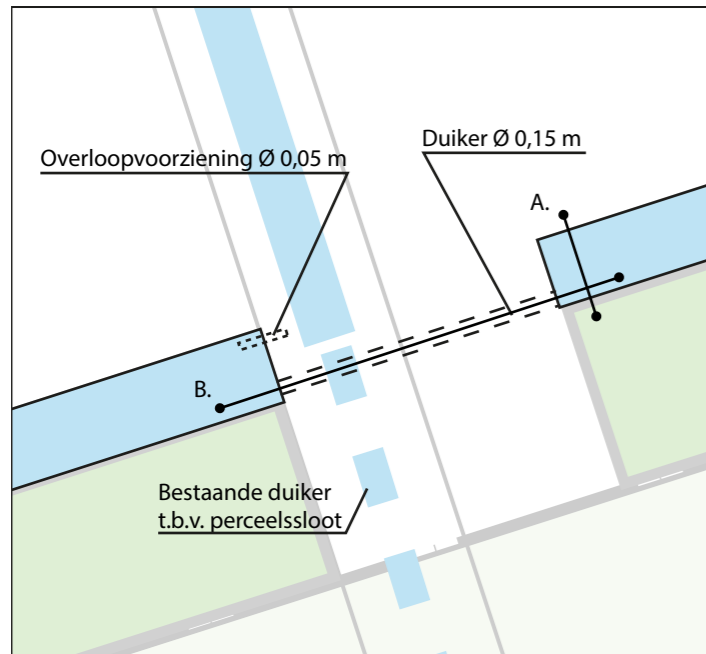 Overloopvoorziening Ø 0,05 m
Duiker Ø 0,15 m
A.
B.
Bestaande duiker
t.b.v. perceelssloot